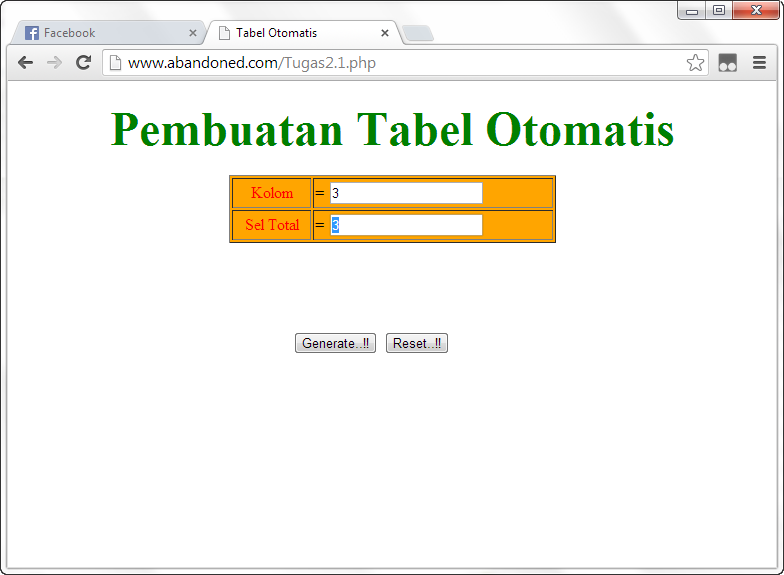 Facebook
Tabel Otomatis
www.abandoned.com/Tugas2.1.php
Pembuatan Tabel Otomatis
Kolom = 3
Sel Total = 3
Generate..!! Reset..!!